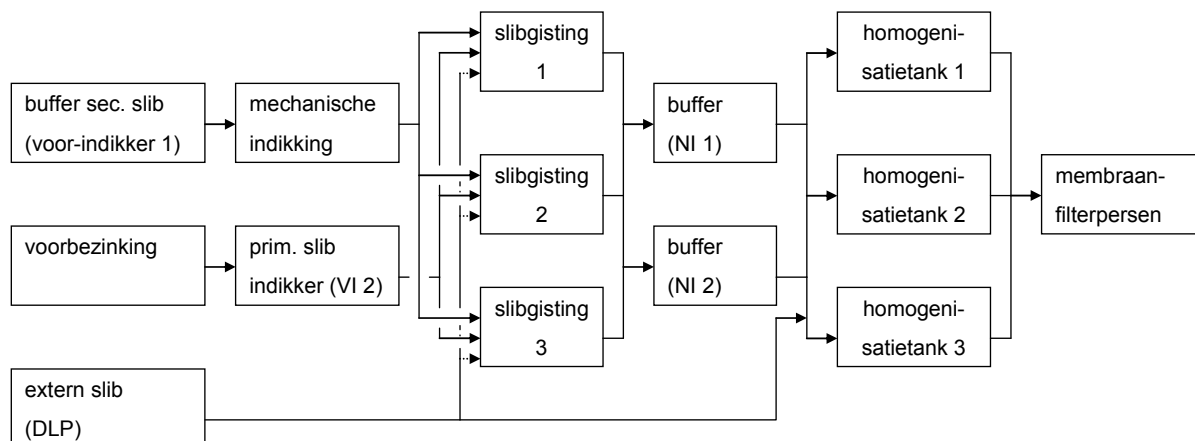 buffer sec. slib
(voor-indikker 1)
mechanische
indikking
voorbezinking
prim. slib
indikker (VI 2)
extern slib
(DLP)
slibgisting
1
slibgisting
2
slibgisting
3
buffer
(NI 1)
buffer
(NI 2)
homogeni-
satietank 1
homogeni-
satietank 2
homogeni-
satietank 3
membraan-
filterpersen